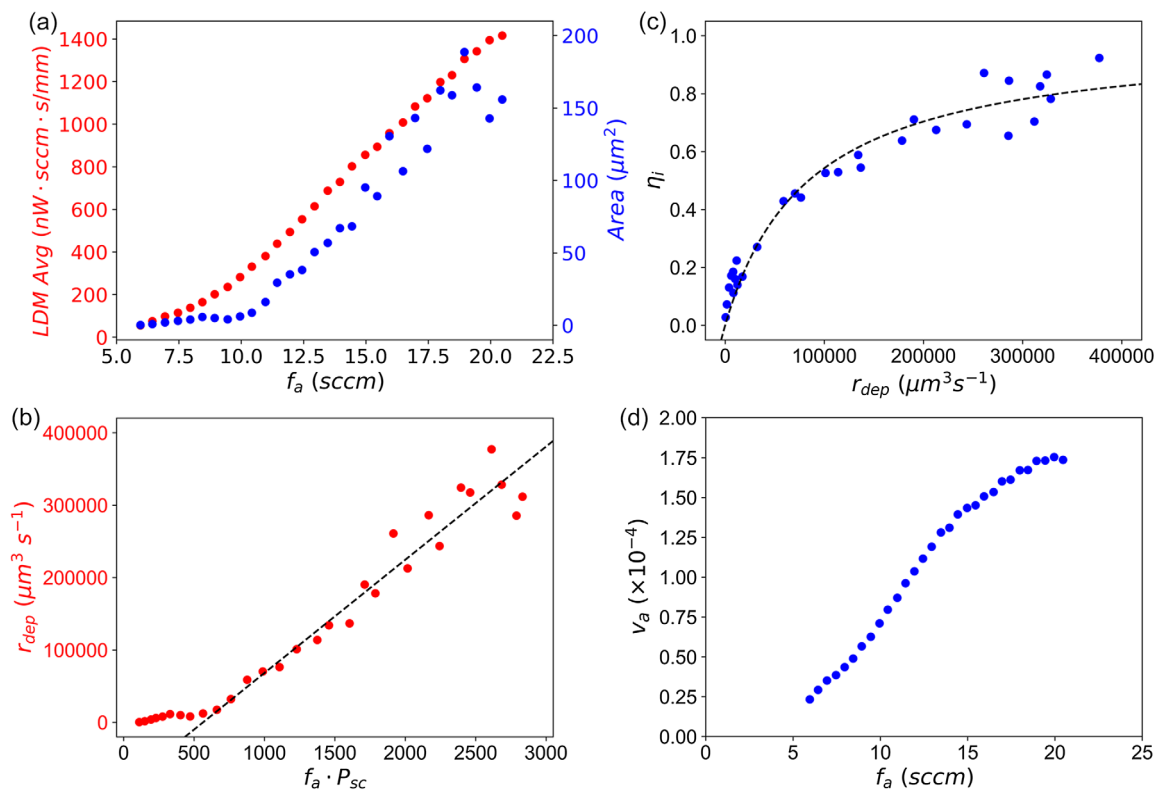 (a)
LDM Avg (nW · sccm · s/mm)
1400
1200
1000
800
600
400
200
0
200
150
100
50
0
Area (μm²)
5.0 7.5 10.0 12.5 15.0 17.5 20.0 22.5
f_a (sccm)
(c)
η_i
1.0
0.8
0.6
0.4
0.2
0.0
0 100000 200000 300000 400000
r_dep (μm³s⁻¹)
(b)
r_dep (μm³ s⁻¹)
400000
300000
200000
100000
0
0 500 1000 1500 2000 2500 3000
f_a · P_sc
(d)
v_a (×10⁻⁴)
2.00
1.75
1.50
1.25
1.00
0.75
0.50
0.25
0.00
0 5 10 15 20 25
f_a (sccm)